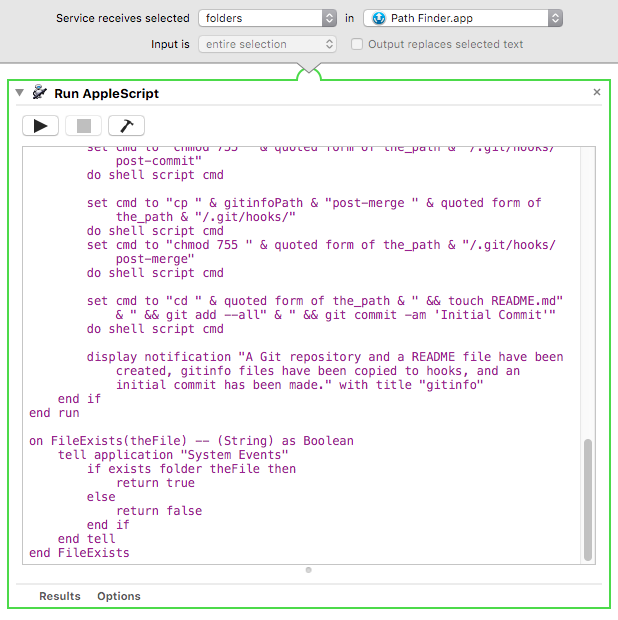 Service receives selected folders in Path Finder.app
Input is entire selection Output replaces selected text
Run AppleScript
set cmd to "chmod 755 " & quoted form of the_path & "/.git/hooks/
post-commit"
do shell script cmd
set cmd to "cp " & gitinfoPath & "post-merge " & quoted form of
the_path & "/.git/hooks/"
do shell script cmd
set cmd to "chmod 755 " & quoted form of the_path & "/.git/hooks/
post-merge"
do shell script cmd
set cmd to "cd " & quoted form of the_path & " && touch README.md"
& " && git add --all" & " && git commit -am 'Initial Commit'"
do shell script cmd
display notification "A Git repository and a README file have been
created, gitinfo files have been copied to hooks, and an
initial commit has been made." with title "gitinfo"
end if
end run
on FileExists(theFile) -- (String) as Boolean
tell application "System Events"
if exists folder theFile then
return true
else
return false
end if
end tell
end FileExists
Results Options